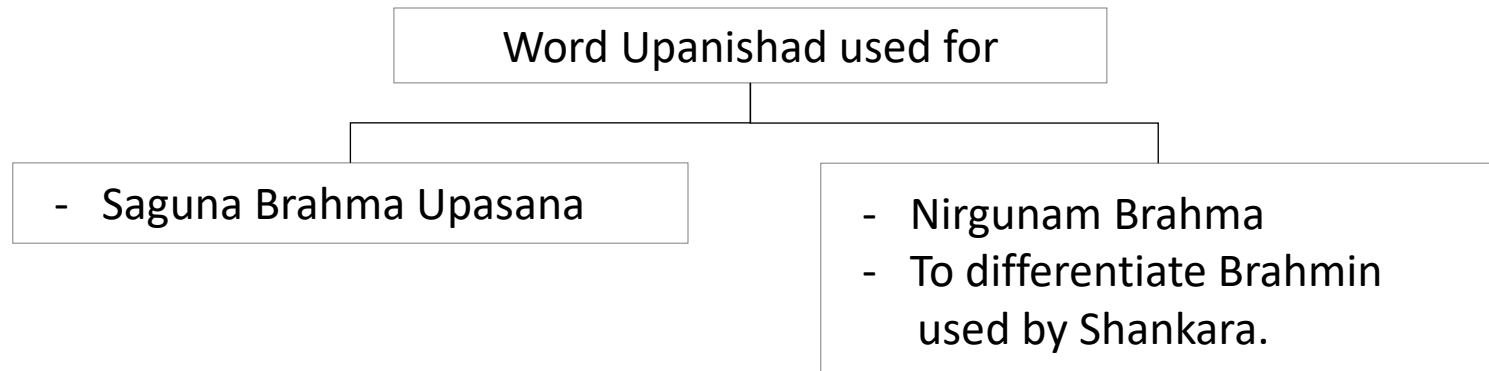 Word Upanishad used for
- Saguna Brahma Upasana
- Nirgunam Brahma
- To differentiate Brahmin
used by Shankara.